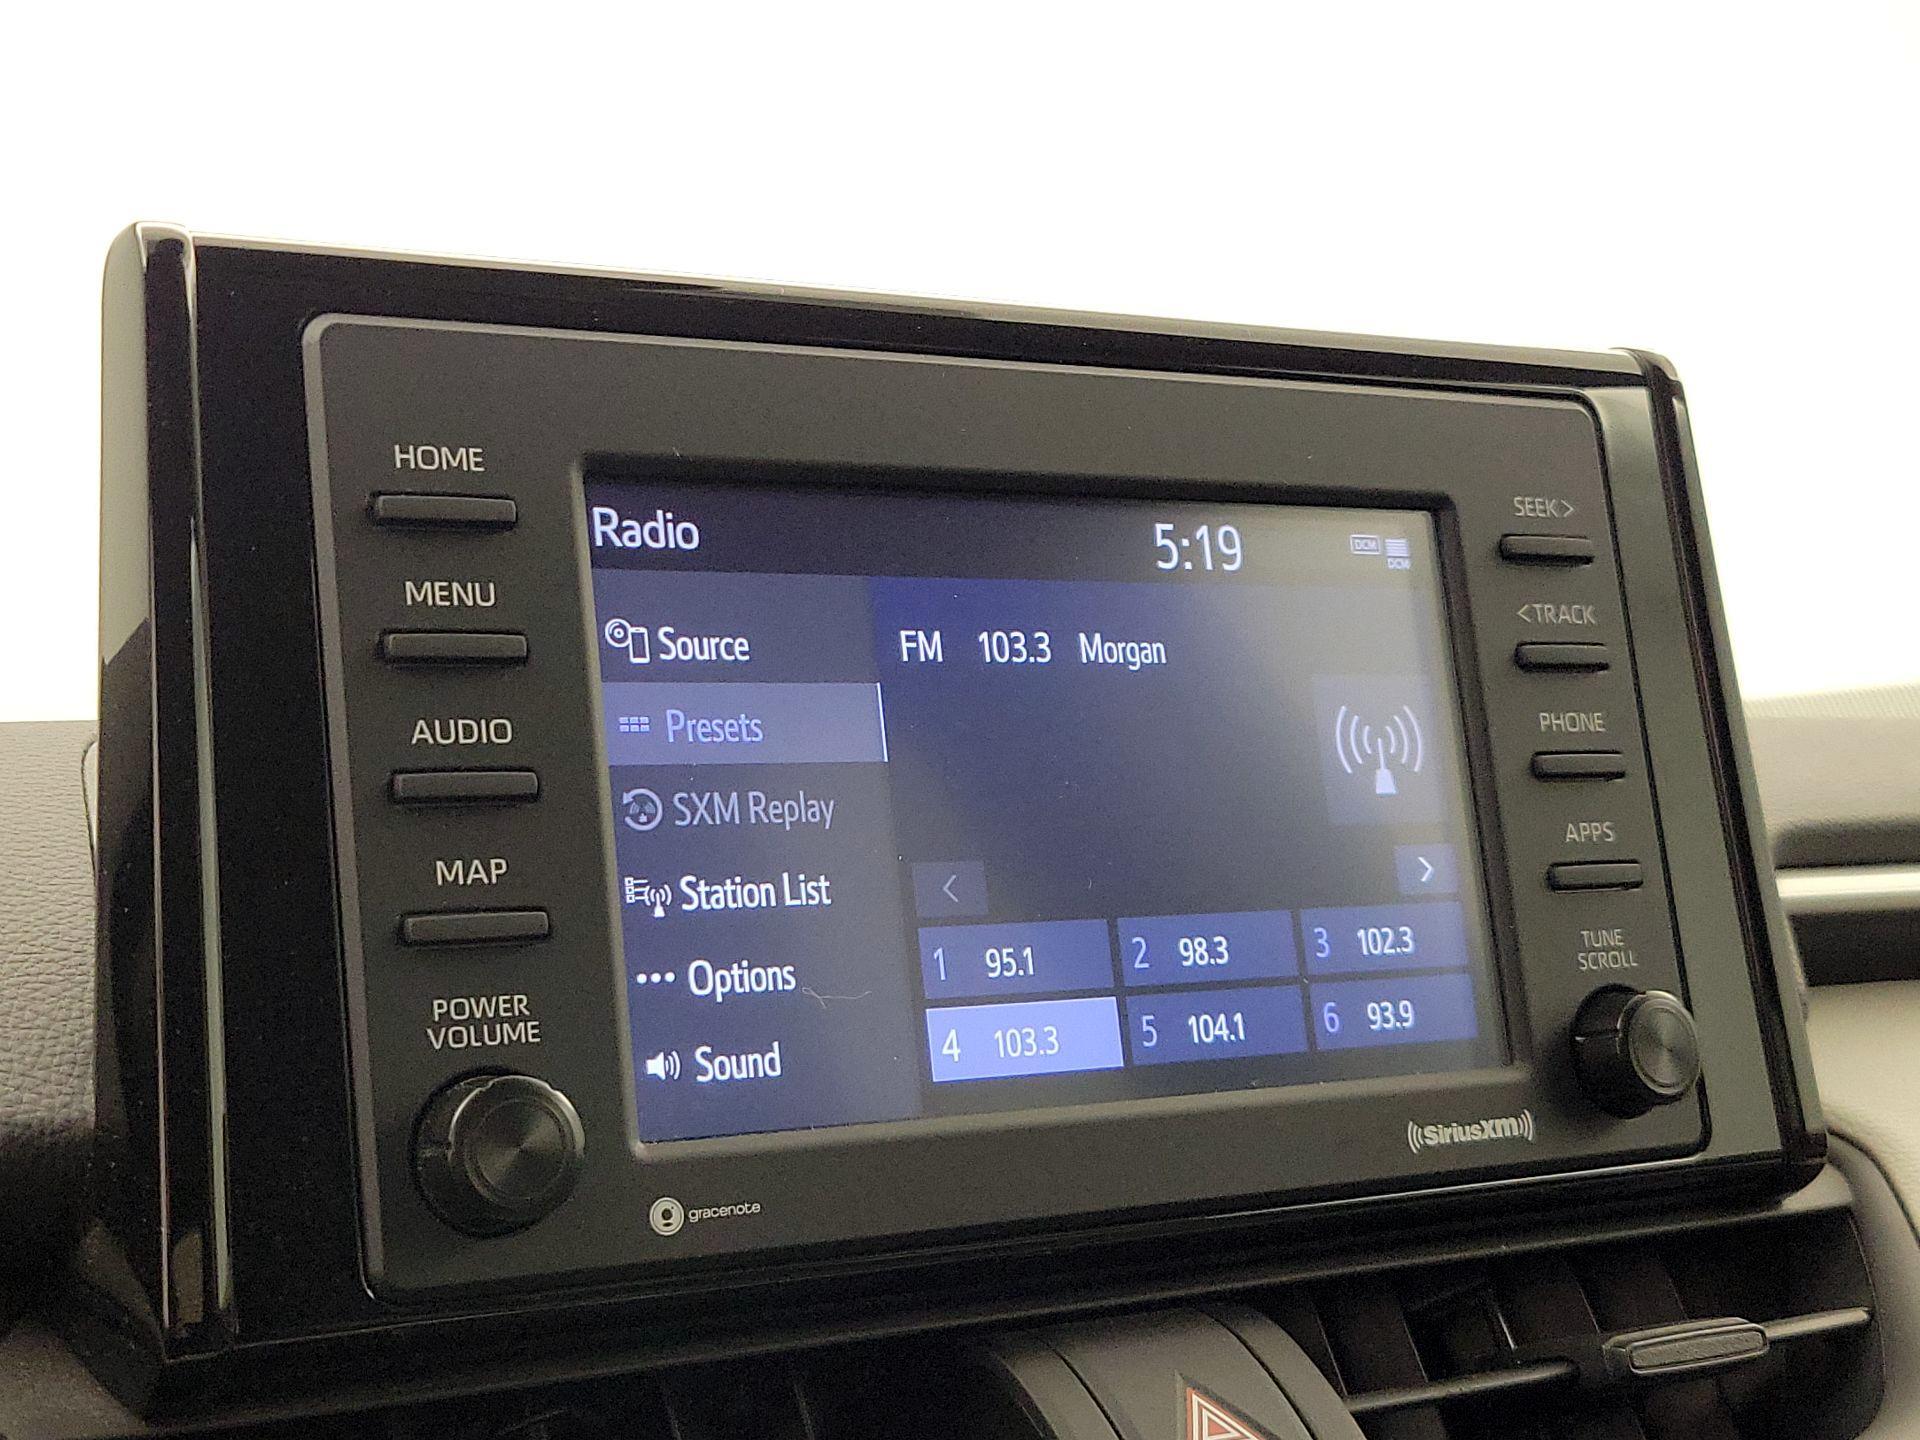 HOME
MENU
AUDIO
MAP
POWER
VOLUME
Radio
5:19
DCM
DCM
Source
Presets
SXM Replay
Station List
Options
Sound
FM 103.3 Morgan
<
>
1 95.1
2 98.3
3 102.3
4 103.3
5 104.1
6 93.9
SEEK>
<TRACK
PHONE
APPS
TUNE
SCROLL
gracenote
((SiriusXM))